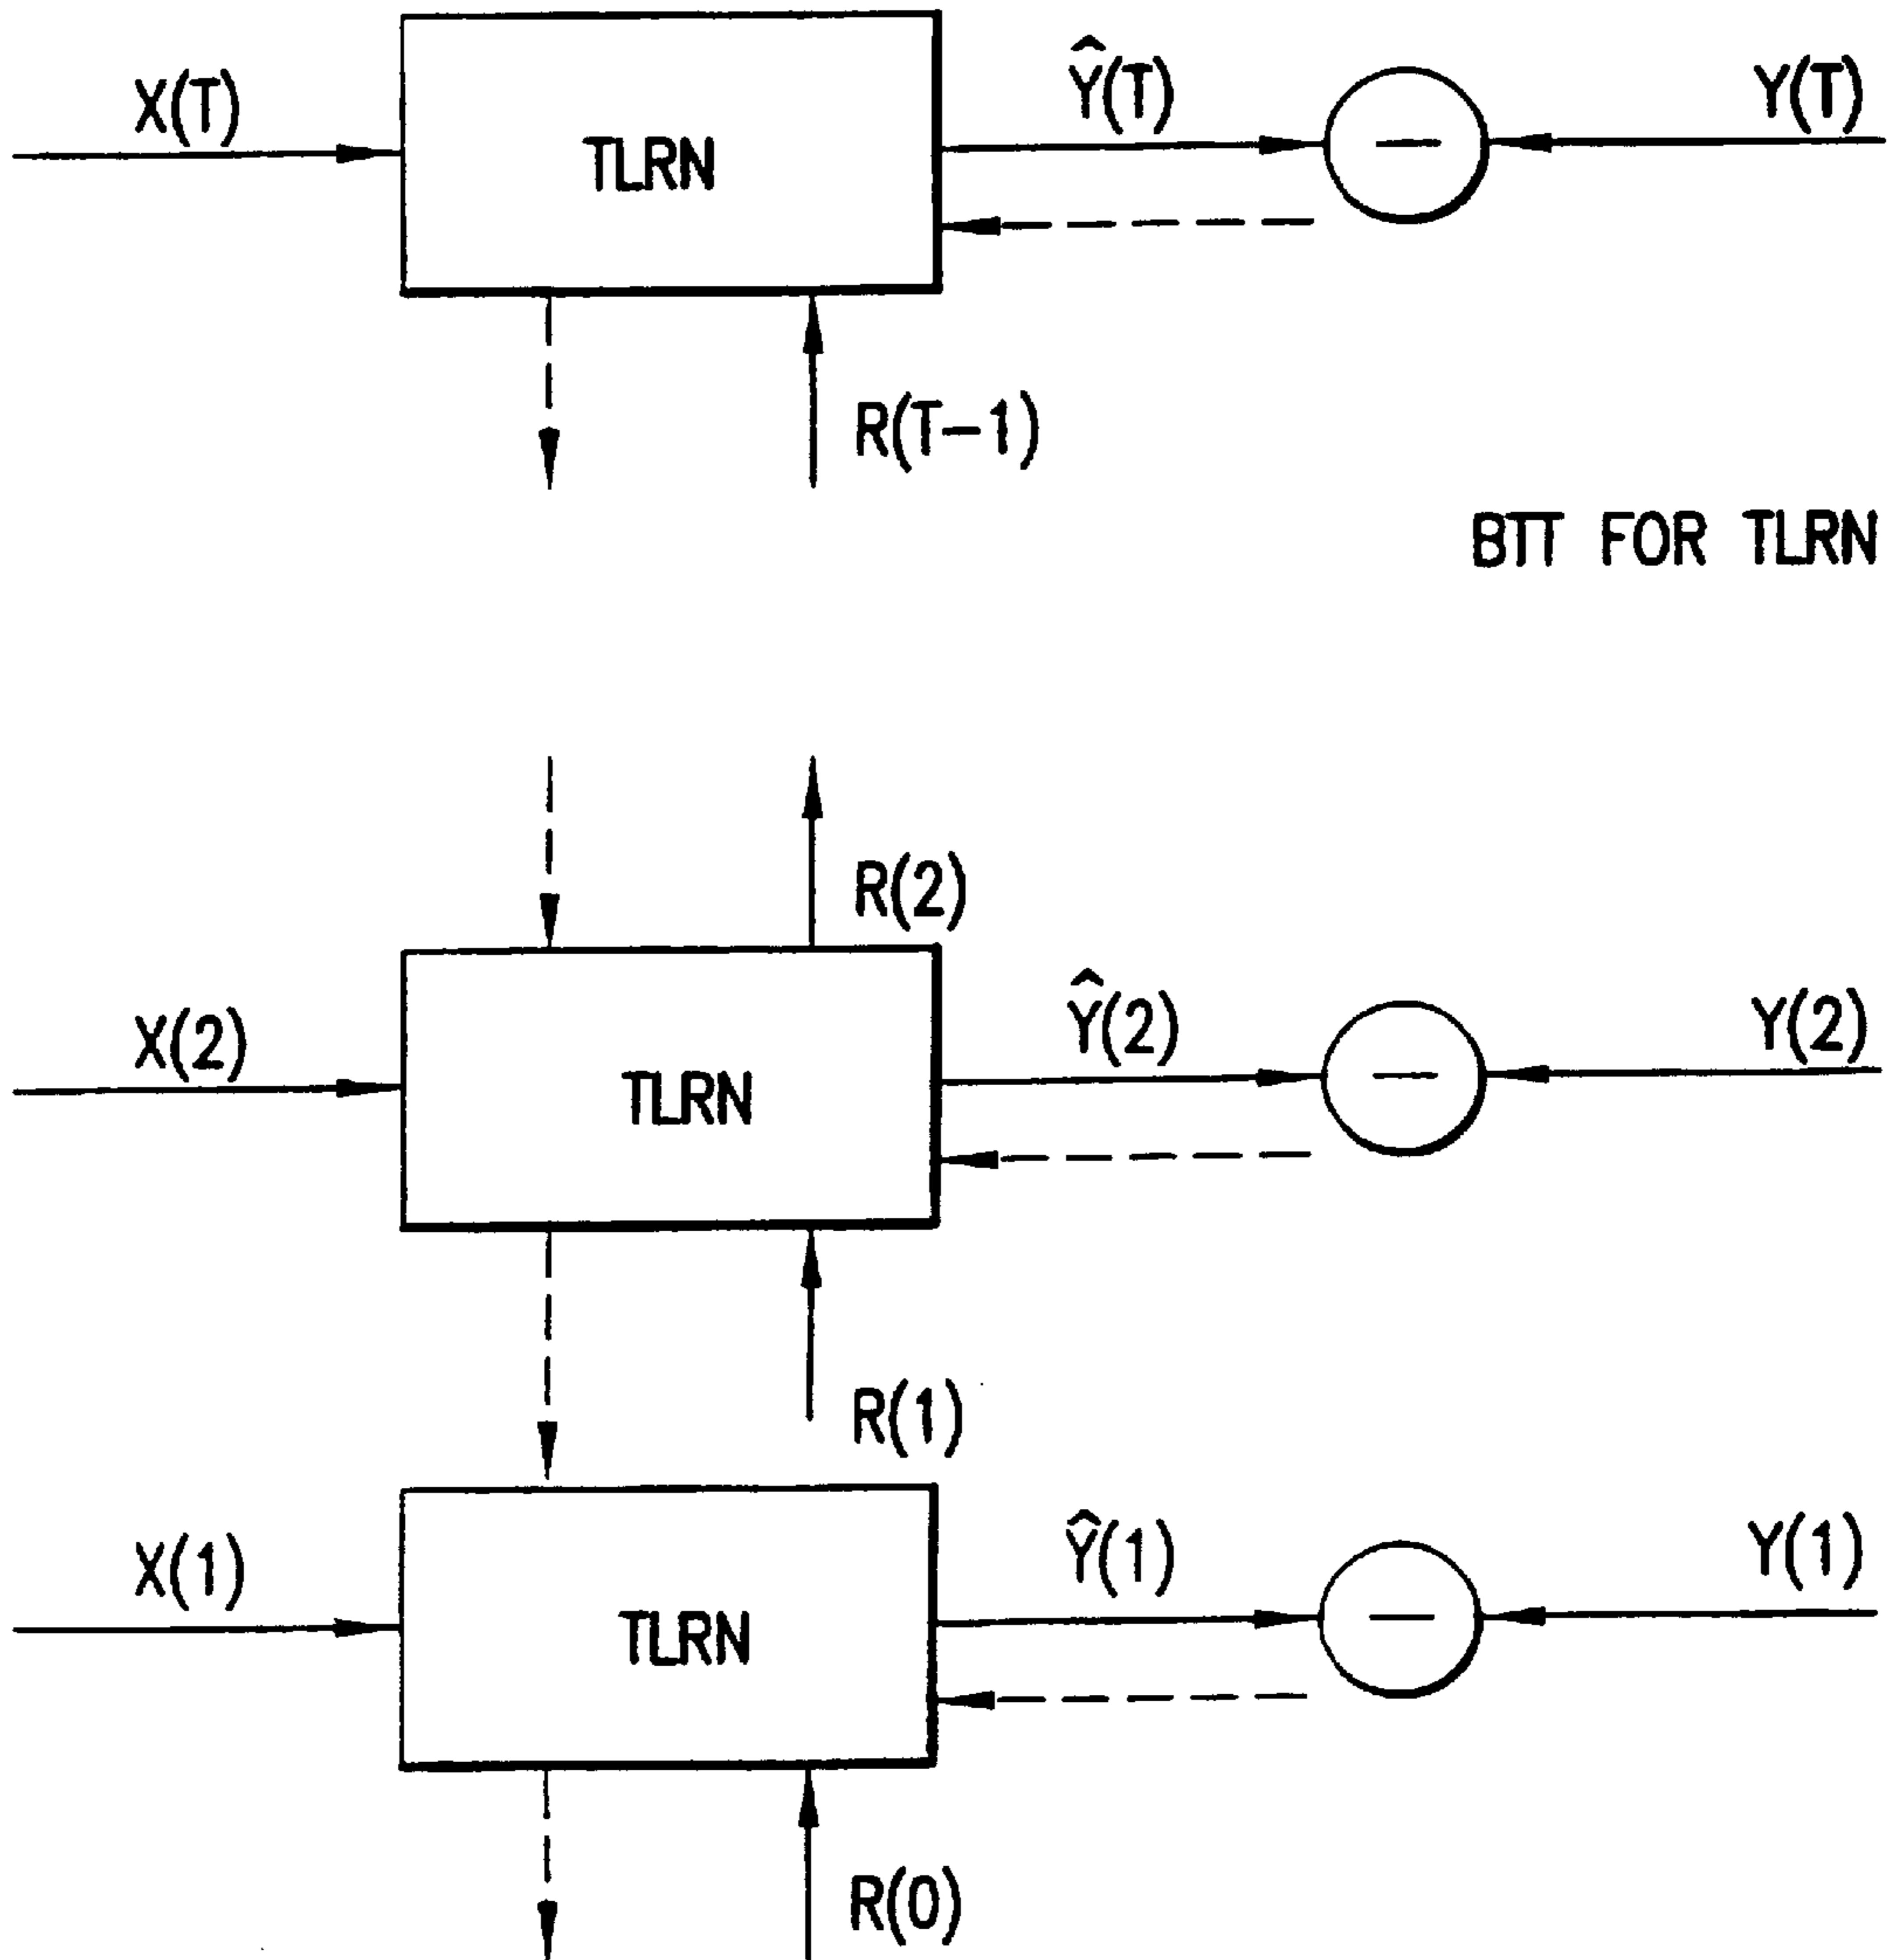 X(T)
TLRN
Ŷ(T)
−
Y(T)
R(T−1)
BTT FOR TLRN
R(2)
X(2)
TLRN
Ŷ(2)
−
Y(2)
R(1)
X(1)
TLRN
Ŷ(1)
−
Y(1)
R(0)